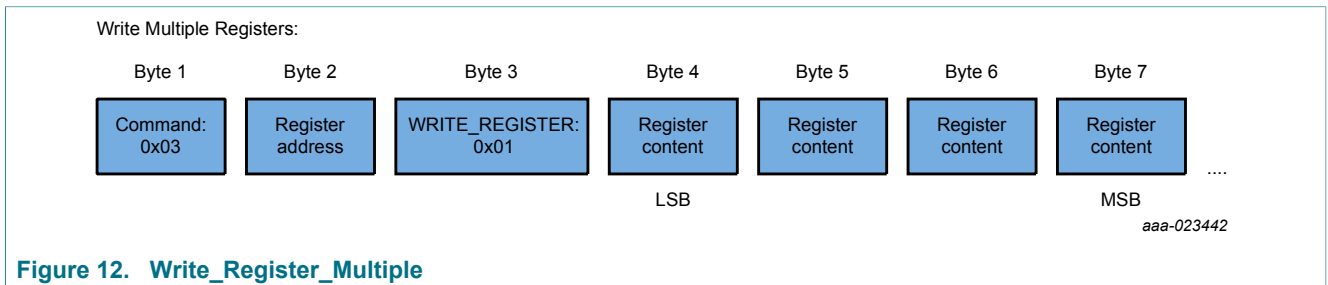 Write Multiple Registers:
Byte 1 Byte 2 Byte 3 Byte 4 Byte 5 Byte 6 Byte 7
Command: Register WRITE_REGISTER: Register Register Register Register
0x03 address 0x01 content content content content
....
LSB MSB
aaa-023442
Figure 12. Write_Register_Multiple